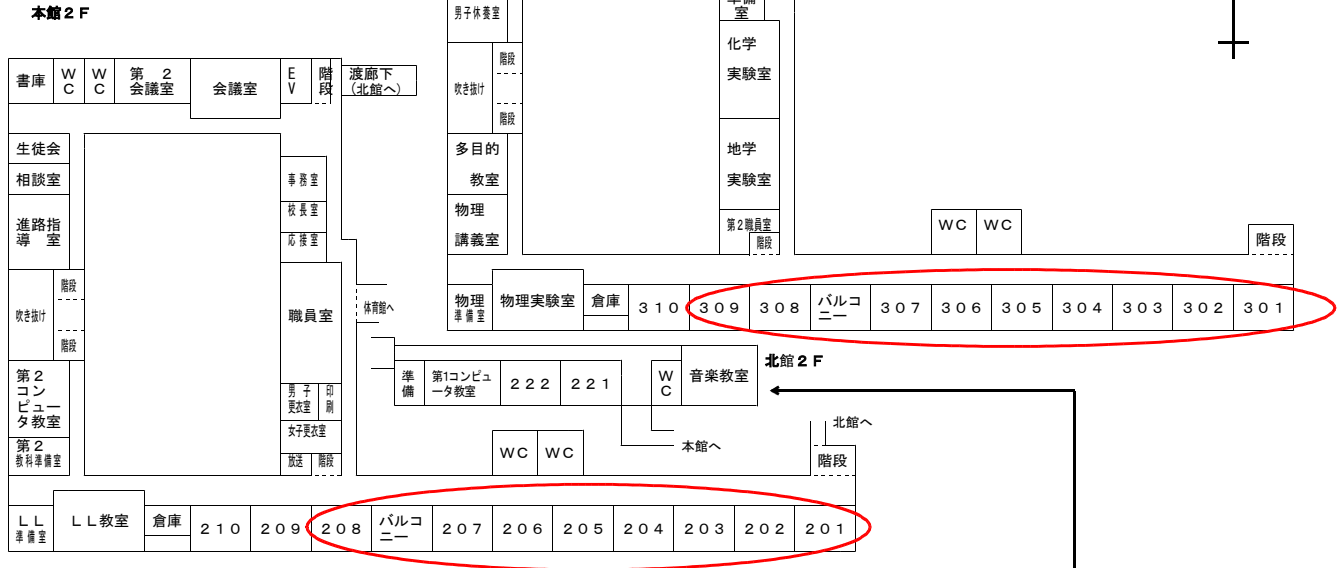 本館２Ｆ
書庫
Ｗ
Ｃ
Ｗ
Ｃ
第　２
会議室
会議室
Ｅ
Ｖ
階
段
渡廊下
（北館へ）
生徒会
相談室
進路指
導　室
吹き抜け
階段
階段
第２
コン
ピュー
タ教室
第２
教科準備室
事務室
校長室
応接室
職員室
体育館へ
男子
更衣室
印
刷
女子更衣室
放送
階段
ＬＬ
準備室
ＬＬ教室
倉庫
２１０
２０９
２０８
バルコ
ニー
２０７
２０６
２０５
２０４
２０３
２０２
２０１
ＷＣ
ＷＣ
階段
北館へ
男子休養室
吹き抜け
階段
階段
多目的
教室
物理
講義室
室
化学
実験室
地学
実験室
第２職員室
階段
ＷＣ
ＷＣ
階段
物理
準備室
物理実験室
倉庫
３１０
３０９
３０８
バルコ
ニー
３０７
３０６
３０５
３０４
３０３
３０２
３０１
北館２Ｆ
準
備
第1コンピュ
ータ教室
２２２
２２１
Ｗ
Ｃ
音楽教室
本館へ